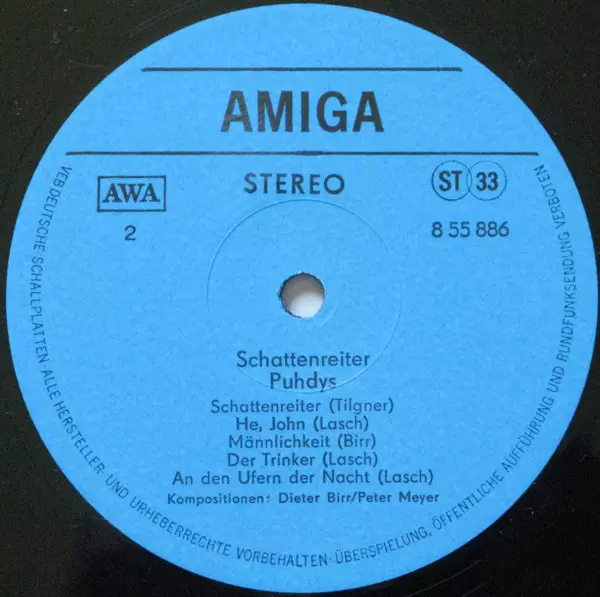 AMIGA
AWA
STEREO
ST 33
2
8 55 886
Schattenreiter
Puhdys
Schattenreiter (Tilgner)
He, John (Lasch)
Männlichkeit (Birr)
Der Trinker (Lasch)
An den Ufern der Nacht (Lasch)
Kompositionen: Dieter Birr/Peter Meyer
VEB DEUTSCHE SCHALLPLATTEN · ALLE HERSTELLER- UND URHEBERRECHTE VORBEHALTEN · ÜBERSPIELUNG, ÖFFENTLICHE AUFFÜHRUNG UND RUNDFUNKSENDUNG VERBOTEN